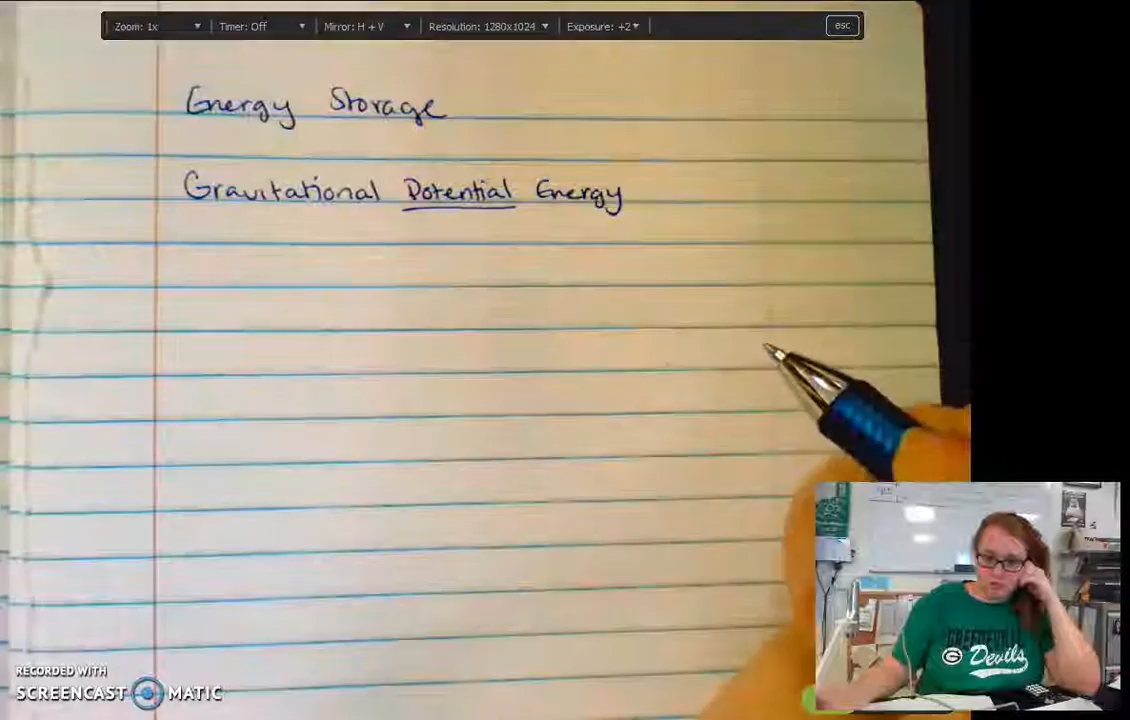 Zoom: 1x Timer: Off Mirror: H + V Resolution: 1280x1024 Exposure: +2 esc
Energy Storage
Gravitational Potential Energy
Devils
RECORDED WITH
SCREENCAST MATIC